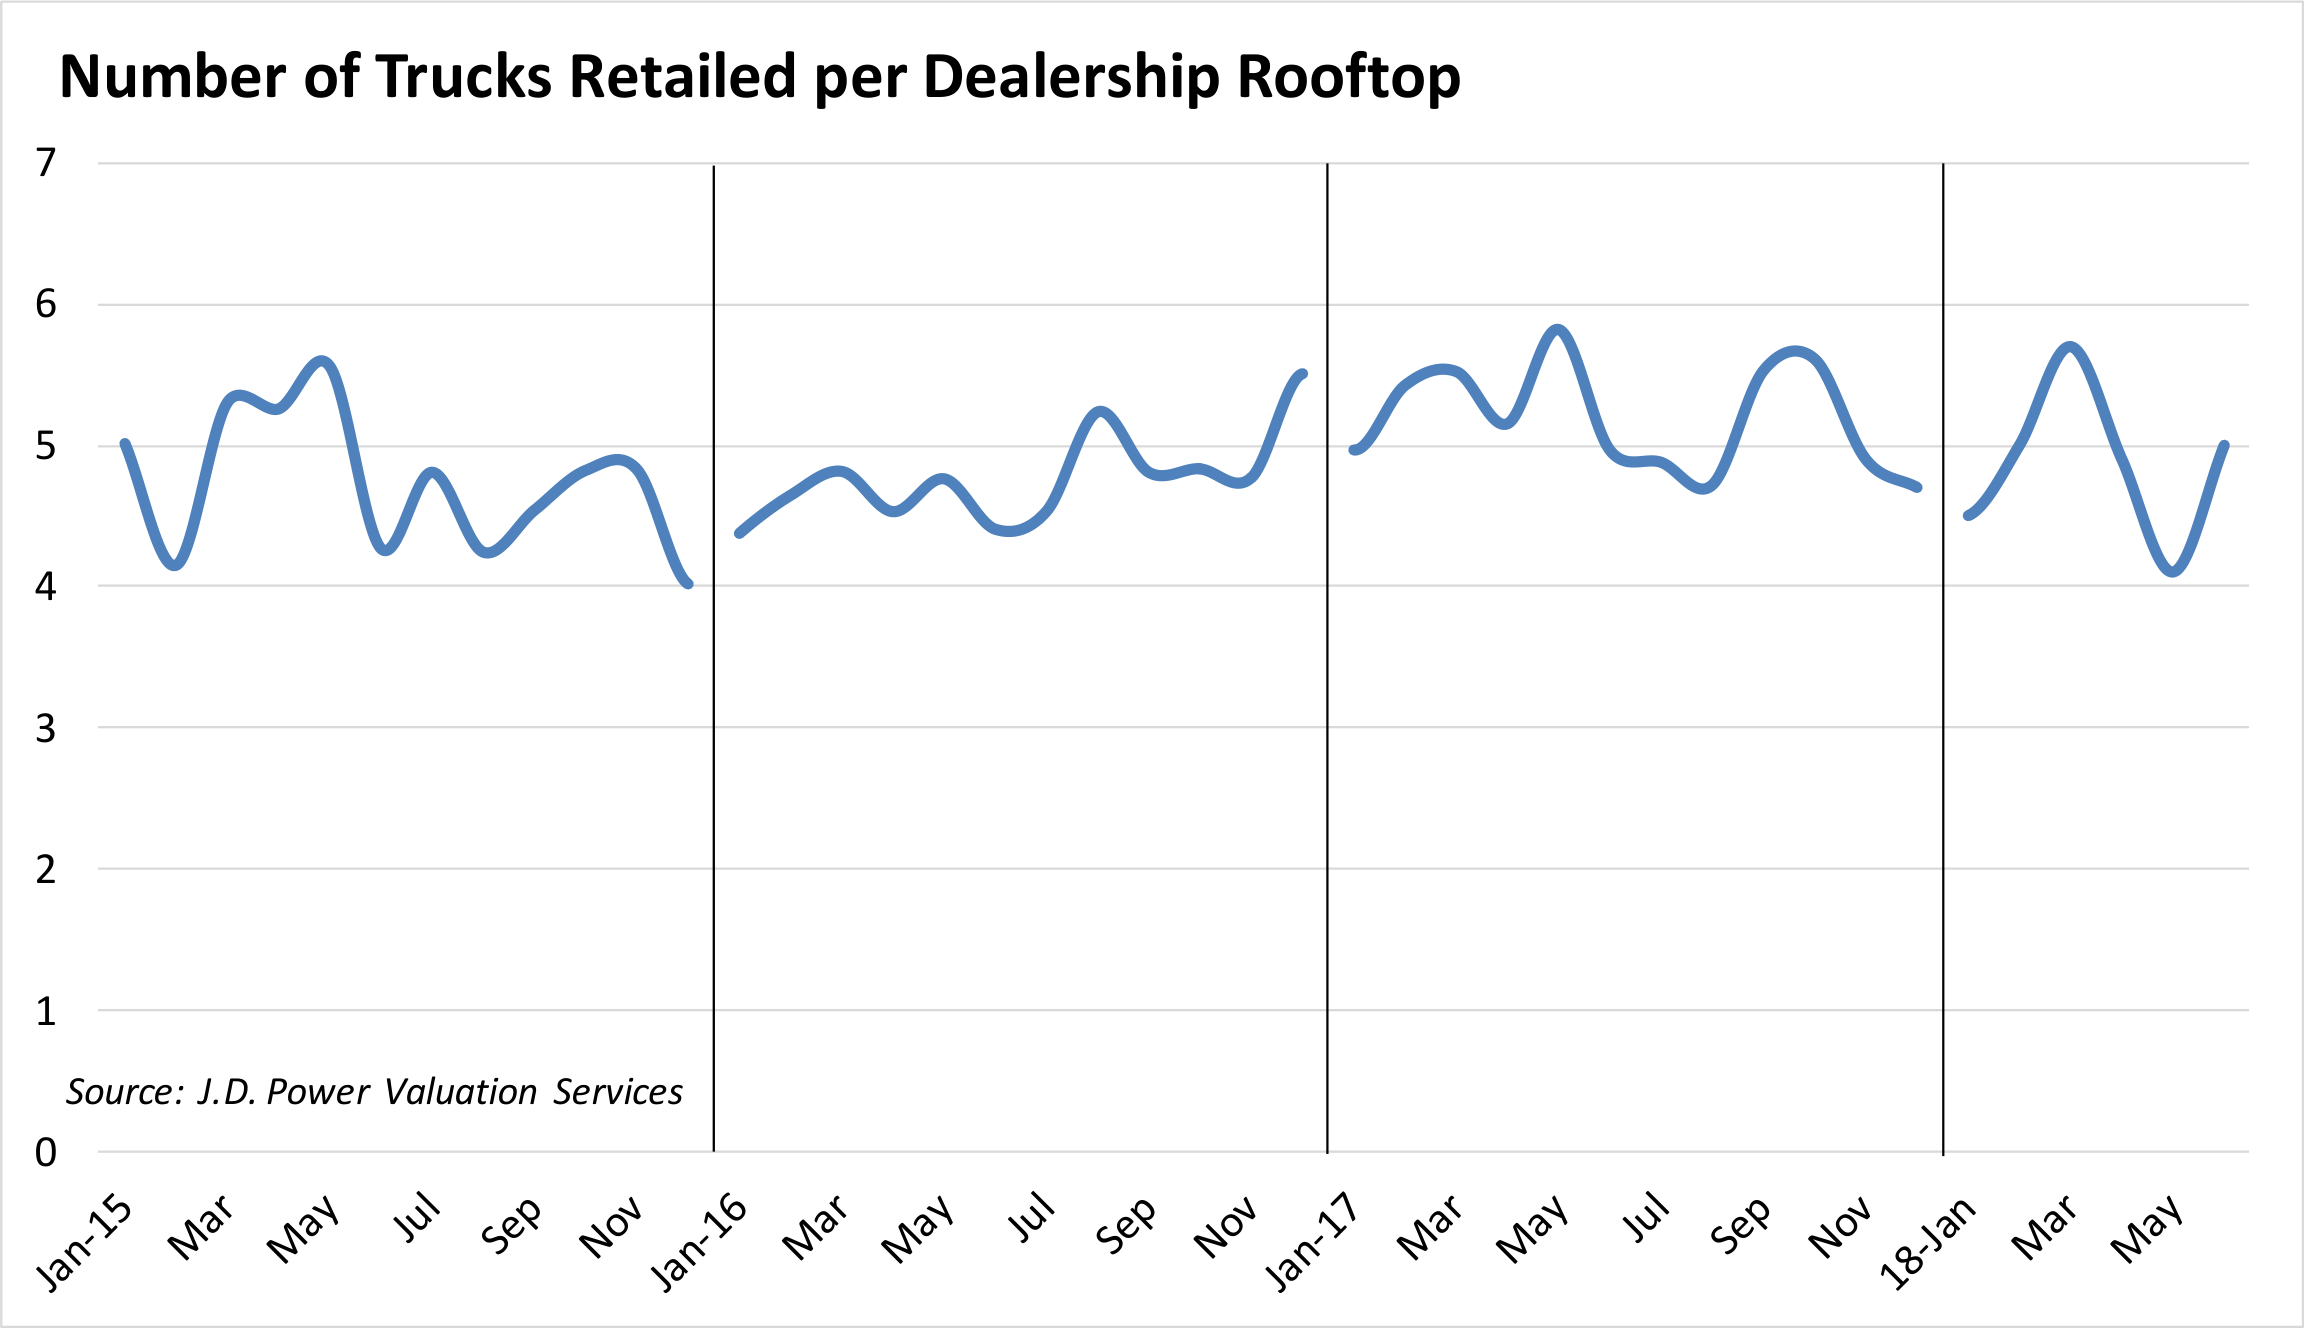 Number of Trucks Retailed per Dealership Rooftop
7
6
5
4
3
2
1
0
Source: J.D. Power Valuation Services
Jan-15 Mar May Jul Sep Nov Jan-16 Mar May Jul Sep Nov Jan-17 Mar May Jul Sep Nov 18-Jan Mar May